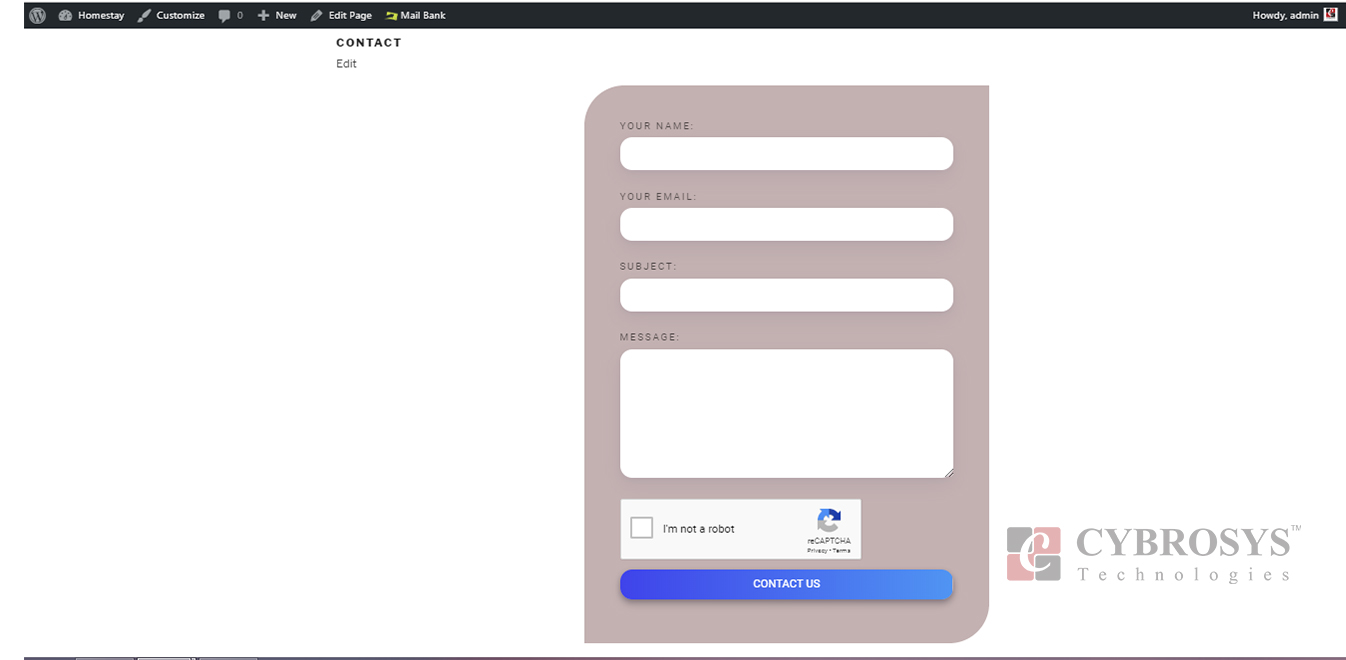 Homestay Customize 0 New Edit Page Mail Bank Howdy, admin
CONTACT
Edit
YOUR NAME:
YOUR EMAIL:
SUBJECT:
MESSAGE:
I'm not a robot
reCAPTCHA
Privacy • Terms
CONTACT US
CYBROSYS™
Technologies